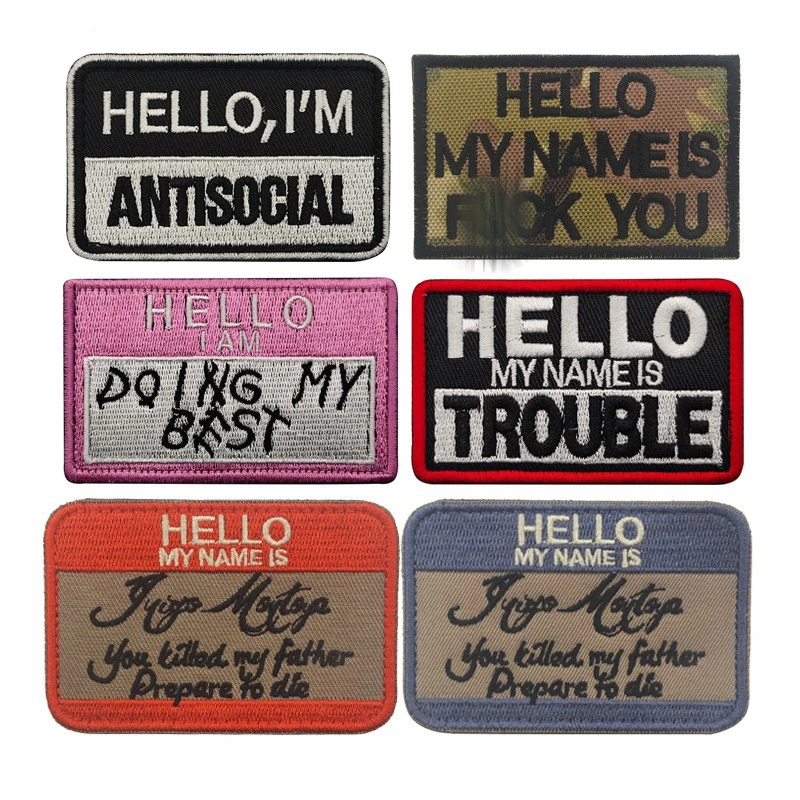 HELLO, I'M
ANTISOCIAL
HELLO
MY NAME IS
YOU
HELLO
I AM
DOING MY
BEST
HELLO
MY NAME IS
TROUBLE
HELLO
MY NAME IS
Inigo Montoya
You killed my father
Prepare to die
HELLO
MY NAME IS
Inigo Montoya
You killed my father
Prepare to die